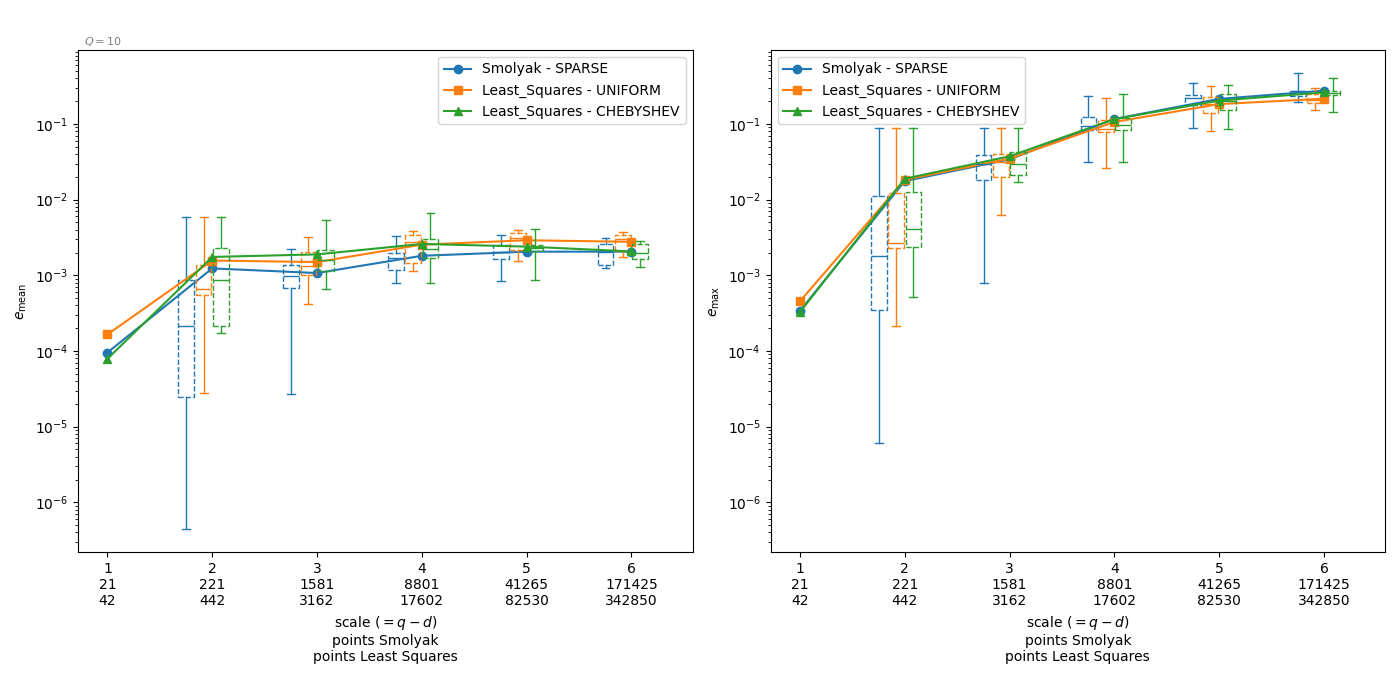 Q = 10
Smolyak - SPARSE
Least_Squares - UNIFORM
Least_Squares - CHEBYSHEV
10⁻¹
10⁻²
10⁻³
10⁻⁴
10⁻⁵
10⁻⁶
e_mean
1 2 3 4 5 6
21 221 1581 8801 41265 171425
42 442 3162 17602 82530 342850
scale (= q − d)
points Smolyak
points Least Squares
Smolyak - SPARSE
Least_Squares - UNIFORM
Least_Squares - CHEBYSHEV
10⁻¹
10⁻²
10⁻³
10⁻⁴
10⁻⁵
10⁻⁶
e_max
1 2 3 4 5 6
21 221 1581 8801 41265 171425
42 442 3162 17602 82530 342850
scale (= q − d)
points Smolyak
points Least Squares